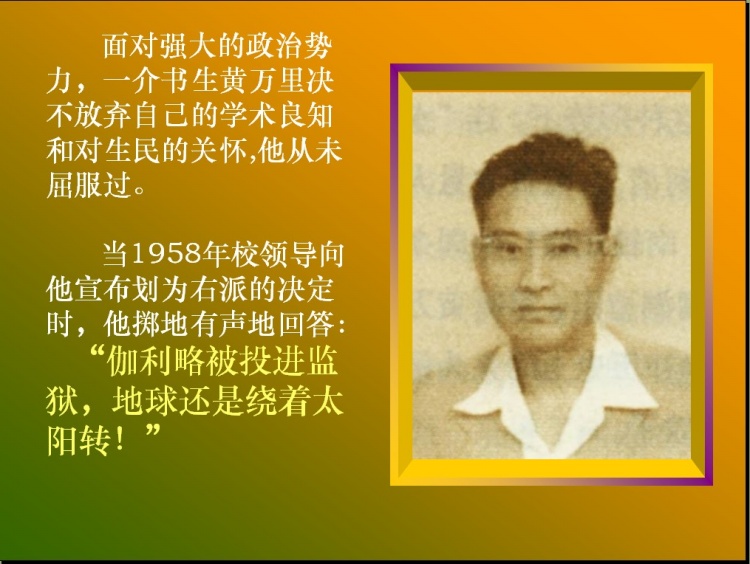 面对强大的政治势
力，一介书生黄万里决
不放弃自己的学术良知
和对生民的关怀,他从未
屈服过。
当1958年校领导向
他宣布划为右派的决定
时，他掷地有声地回答:
“伽利略被投进监
狱，地球还是绕着太
阳转！”